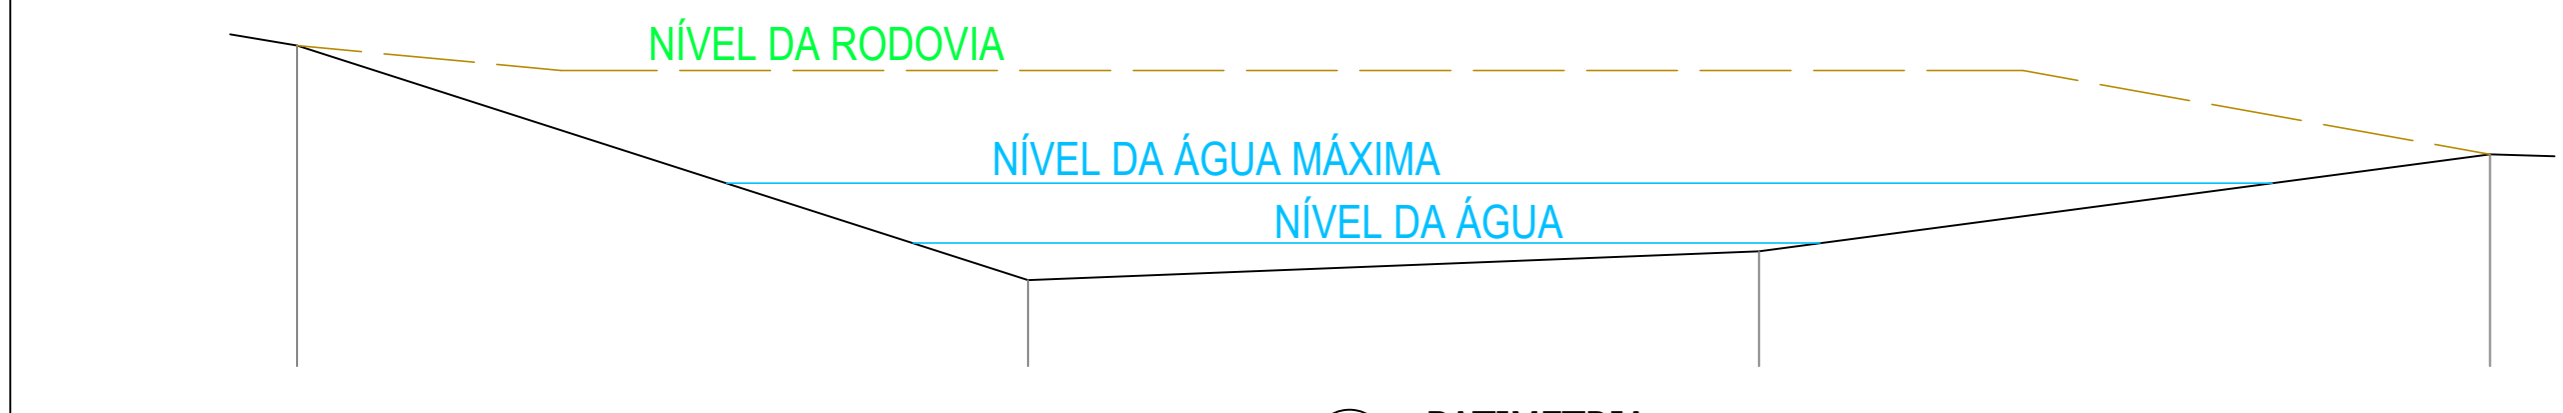 NÍVEL DA RODOVIA
NÍVEL DA ÁGUA MÁXIMA
NÍVEL DA ÁGUA